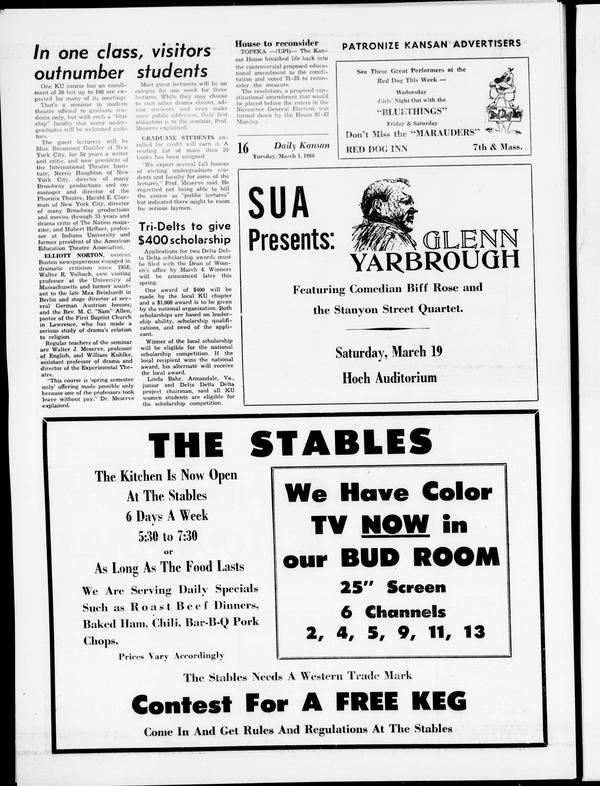 In one class, visitors
outnumber students
One KU course has an enroll-
ment of 30 but up to 100 are ex-
pected for many of its meetings.
That's a seminar in modern
theatre offered to graduate stu-
dents only, but with such a "blue
ship" faculty that many under-
graduates will be welcomed audi-
tors.
The guest lecturers will be
Miss Rosamond Guilder of New
York City, for 50 years a writer
and critic, and now president of
the International Theatre Insti-
tute; Norris Houghton of New
York City, director of many
Broadway productions and co-
manager and director of the
Phoenix Theatre; Harold E. Clur-
man of New York City, director
of many Broadway productions
and movies through 35 years and
drama critic of The Nation maga-
zine; and Hubert Heffner, profes-
sor at Indiana University and
former president of the American
Education Theatre Association.
ELLIOTT NORTON, veteran
Boston newspaperman engaged in
dramatic criticism since 1934;
Walter R. Volbach, now visiting
professor at the University of
Massachusetts and former assist-
ant to the late Max Reinhardt in
Berlin and stage director at sev-
eral German Austrian houses;
and the Rev. M. C. "Sam" Allen,
pastor of the First Baptist Church
in Lawrence, who has made a
serious study of drama's relation
to religion.
Regular teachers of the seminar
are Walter J. Meserve, professor
of English, and William Kuhlke,
assistant professor of drama and
director of the Experimental The-
atre.
"This course is 'spring semester
only' offering made possible only
because one of the professors took
leave without pay," Dr. Meserve
explained.
Most guest lecturers will be on
campus for one week for three
lectures. While they may choose
to visit other drama classes, ad-
vise students, and even make
some public addresses, their first
obligation is to the seminar, Prof.
Meserve explained.
GRADUATE STUDENTS en-
rolled for credit will earn it. A
reading list of more than 30
books has been assigned.
"We expect several full houses
of visiting undergraduate stu-
dents and faculty for some of the
lectures," Prof. Meserve said. He
regretted not being able to bill
the course as "public lectures"
but indicated there might be room
for serious laymen.
Tri-Delts to give
$400 scholarship
Applications for two Delta Del-
ta Delta scholarship awards must
be filed with the Dean of Wom-
en's office by March 4. Winners
will be announced later this
spring.
One award of $400 will be
made by the local KU chapter
and a $1,000 award is to be given
by the national organization. Both
scholarships are based on leader-
ship ability, scholarship qualifi-
cations, and need of the appli-
cant.
Winner of the local scholarship
will be eligible for the national
scholarship competition. If the
local recipient wins the national
award, his alternate will receive
the local award.
Linda Bahr, Annandale, Va.,
junior and Delta Delta Delta
project chairman, said all KU
women students are eligible for
the scholarship competition.
House to reconsider
TOPEKA —(UPI)— The Kan-
sas House breathed life back into
the controversial proposed educa-
tional amendment to the consti-
tution and voted 71-25 to recon-
sider the measure.
The resolution, a proposed con-
stitutional amendment that would
be placed before the voters in the
November General Election, was
turned down by the House 81-42
Monday.
16 Daily Kansan
Tuesday, March 1, 1966
PATRONIZE KANSAN ADVERTISERS
See These Great Performers at the
Red Dog This Week —
Wednesday
Girls' Night Out with the
"BLUETHINGS"
Friday & Saturday
Don't Miss the "MARAUDERS"
RED DOG INN 7th & Mass.
SUA
Presents:
GLENN
YARBROUGH
Featuring Comedian Biff Rose and
the Stanyon Street Quartet.
Saturday, March 19
Hoch Auditorium
THE STABLES
The Kitchen Is Now Open
At The Stables
6 Days A Week
5:30 to 7:30
or
As Long As The Food Lasts
We Are Serving Daily Specials
Such as Roast Beef Dinners,
Baked Ham, Chili, Bar-B-Q Pork
Chops.
Prices Vary Accordingly
We Have Color
TV NOW in
our BUD ROOM
25" Screen
6 Channels
2, 4, 5, 9, 11, 13
The Stables Needs A Western Trade Mark
Contest For A FREE KEG
Come In And Get Rules And Regulations At The Stables